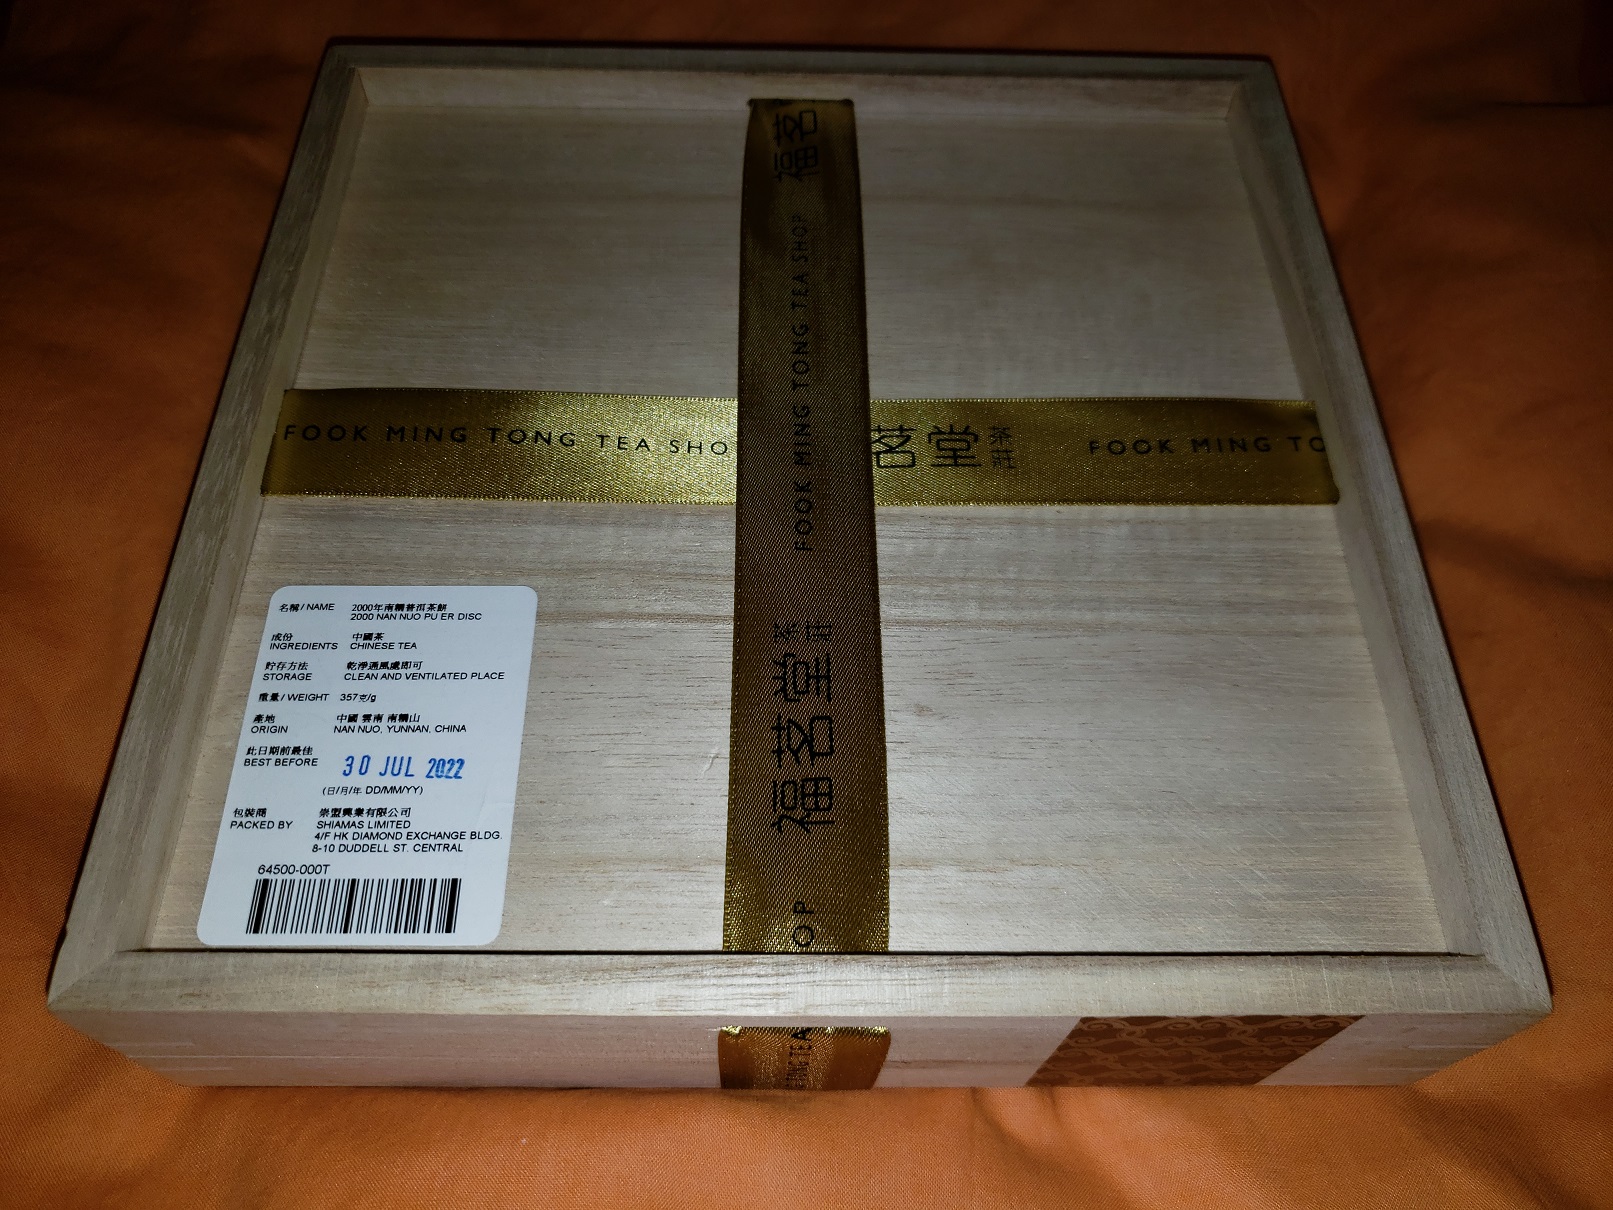 福茗
FOOK MING TONG TEA SHOP
FOOK MING TONG TEA SHO
茗堂茶莊
FOOK MING TO
福茗堂茶莊
OP
名稱 / NAME 2000年南糯普洱茶餅
2000 NAN NUO PU ER DISC
成份 中國茶
INGREDIENTS CHINESE TEA
貯存方法 乾淨通風處即可
STORAGE CLEAN AND VENTILATED PLACE
重量 / WEIGHT 357克/g
產地 中國 雲南 南糯山
ORIGIN NAN NUO, YUNNAN, CHINA
此日期前最佳
BEST BEFORE 30 JUL 2022
(日/月/年 DD/MM/YY)
包裝商 崇盟興業有限公司
PACKED BY SHIAMAS LIMITED
4/F HK DIAMOND EXCHANGE BLDG.
8-10 DUDDELL ST. CENTRAL
64500-000T
TEA